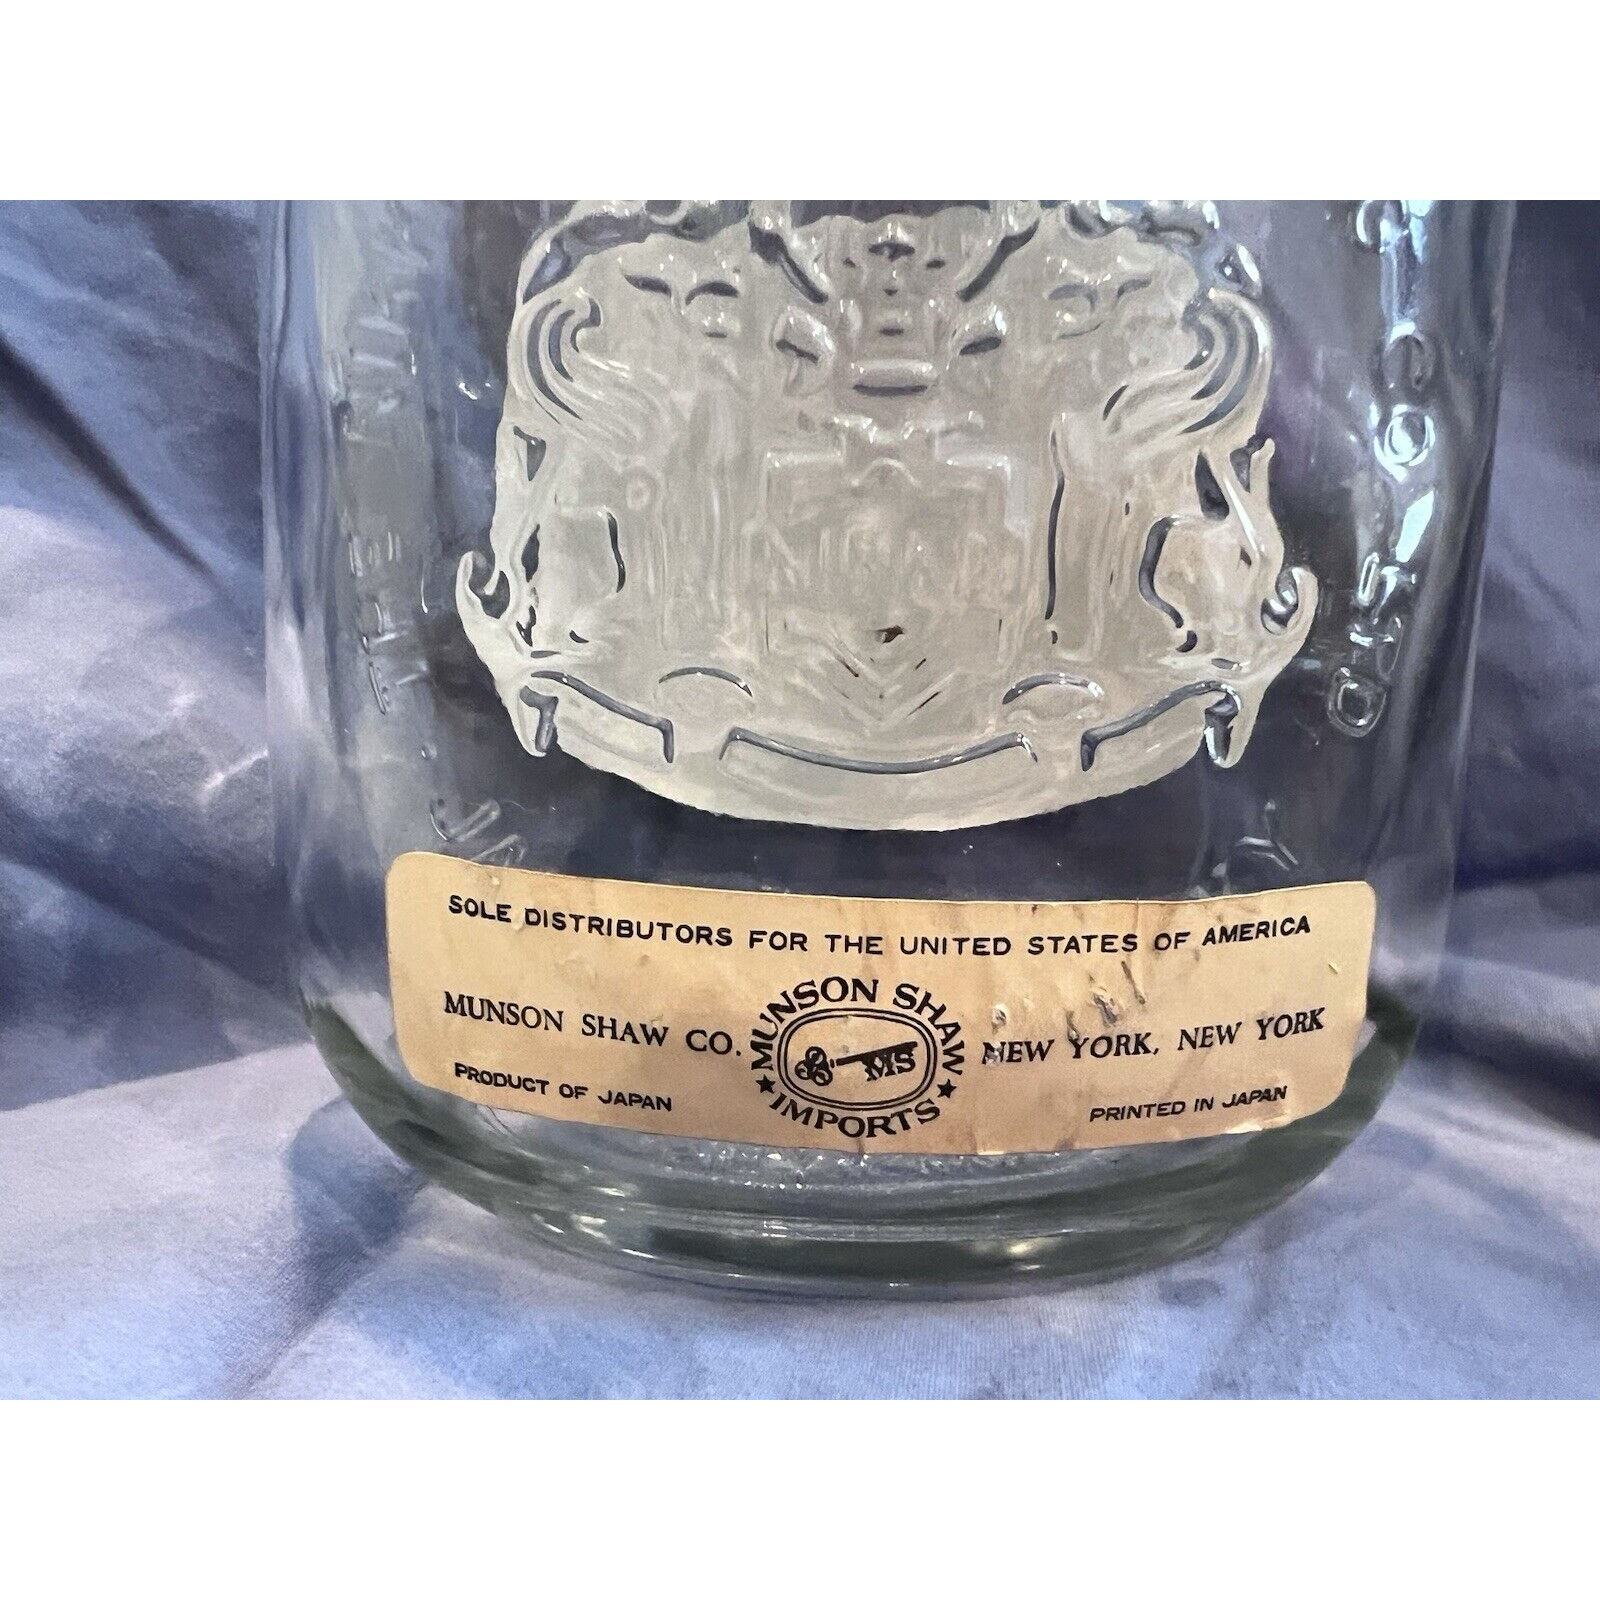 SOLE DISTRIBUTORS FOR THE UNITED STATES OF AMERICA
MUNSON SHAW CO.
MUNSON SHAW
MS
★ IMPORTS ★
NEW YORK, NEW YORK
PRODUCT OF JAPAN
PRINTED IN JAPAN